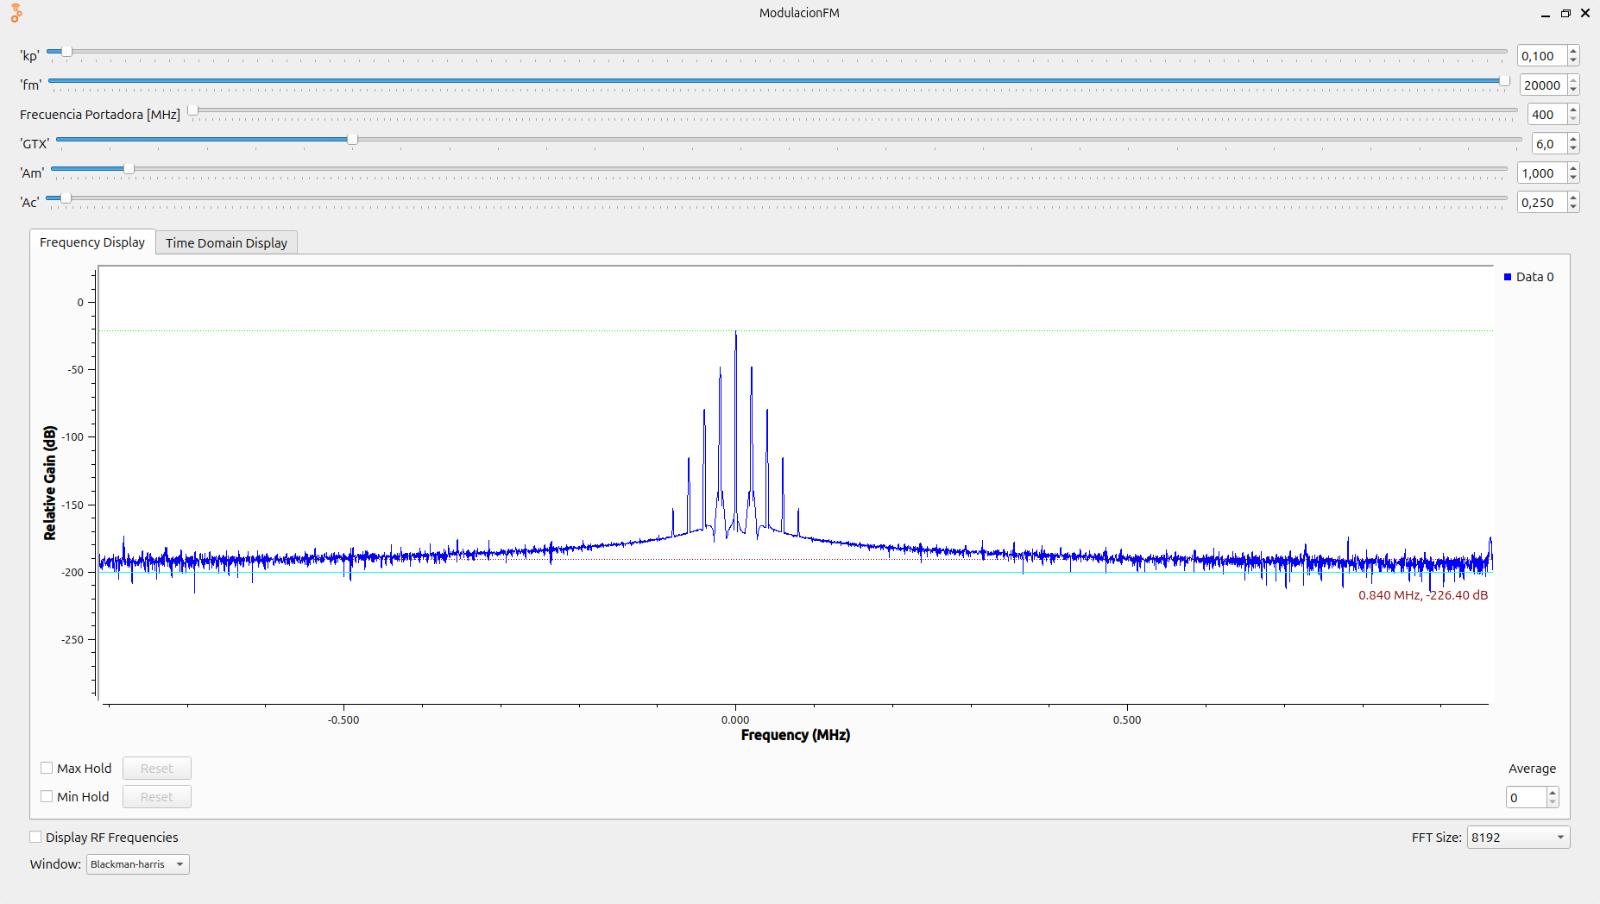 ModulacionFM
'kp' 0,100
'fm' 20000
Frecuencia Portadora [MHz] 400
'GTX' 6,0
'Am' 1,000
'Ac' 0,250
Frequency Display Time Domain Display
Data 0
0
-50
-100
-150
-200
-250
Relative Gain (dB)
0.840 MHz, -226.40 dB
-0.500 0.000 0.500
Frequency (MHz)
Max Hold Reset Average
Min Hold Reset 0
Display RF Frequencies FFT Size: 8192
Window: Blackman-harris